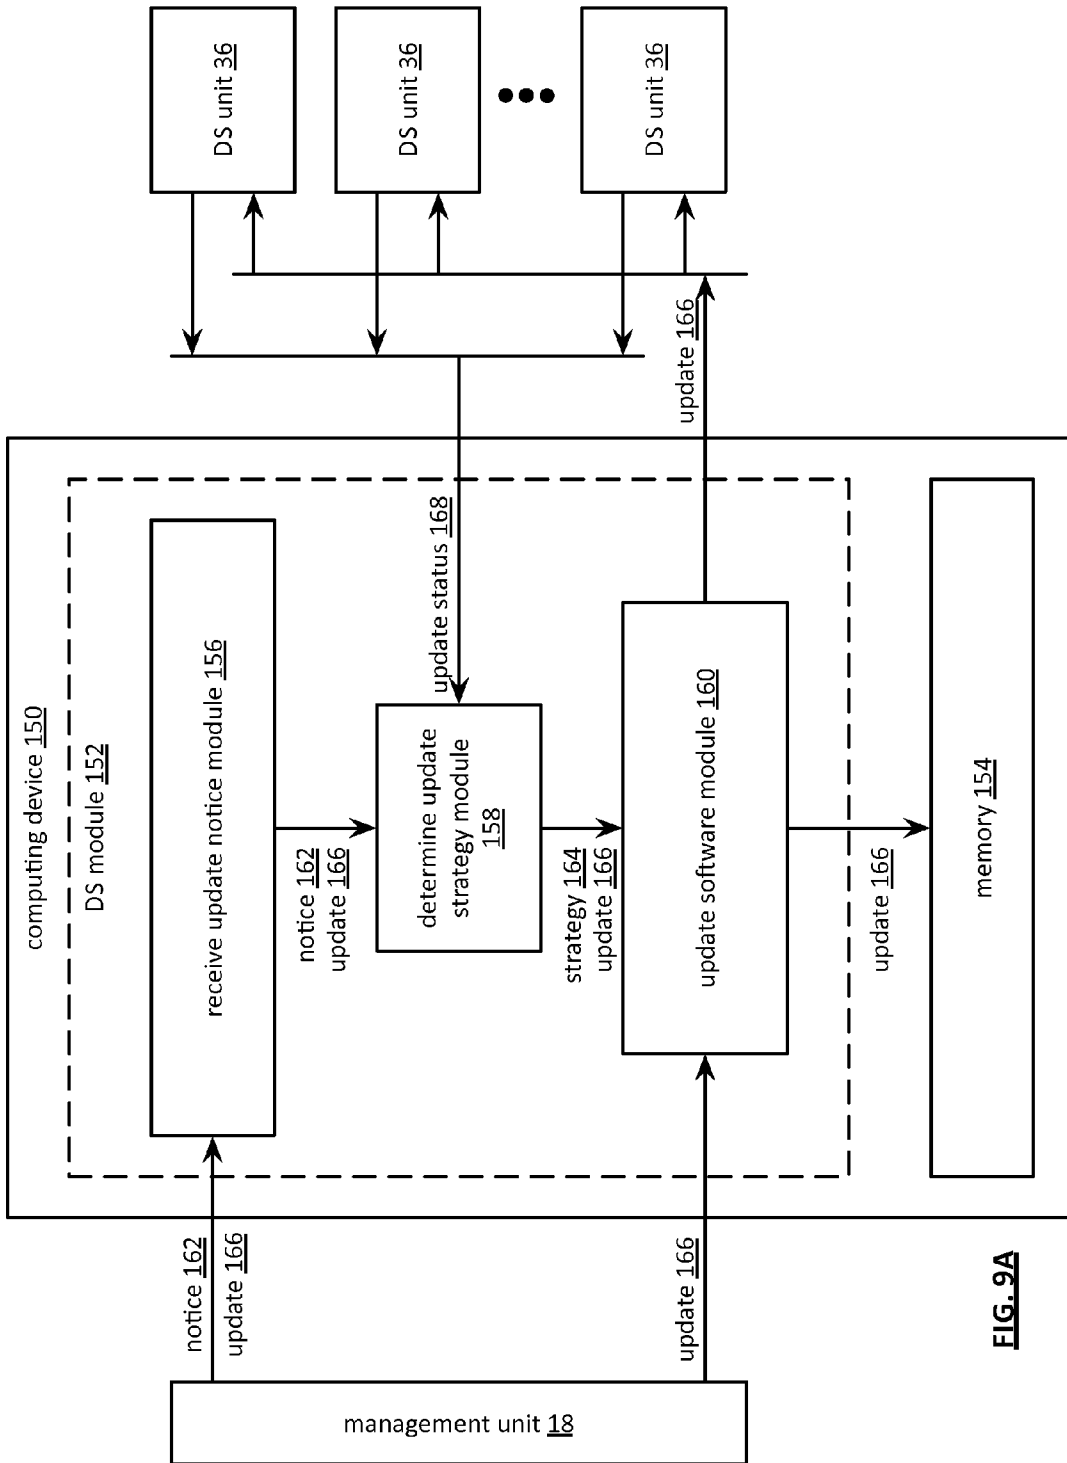 computing device 150
DS module 152
receive update notice module 156
notice 162
update 166
notice 162
update 166
determine update
strategy module
158
update status 168
strategy 164
update 166
update software module 160
update 166
update 166
update 166
memory 154
management unit 18
DS unit 36
DS unit 36
DS unit 36
FIG. 9A